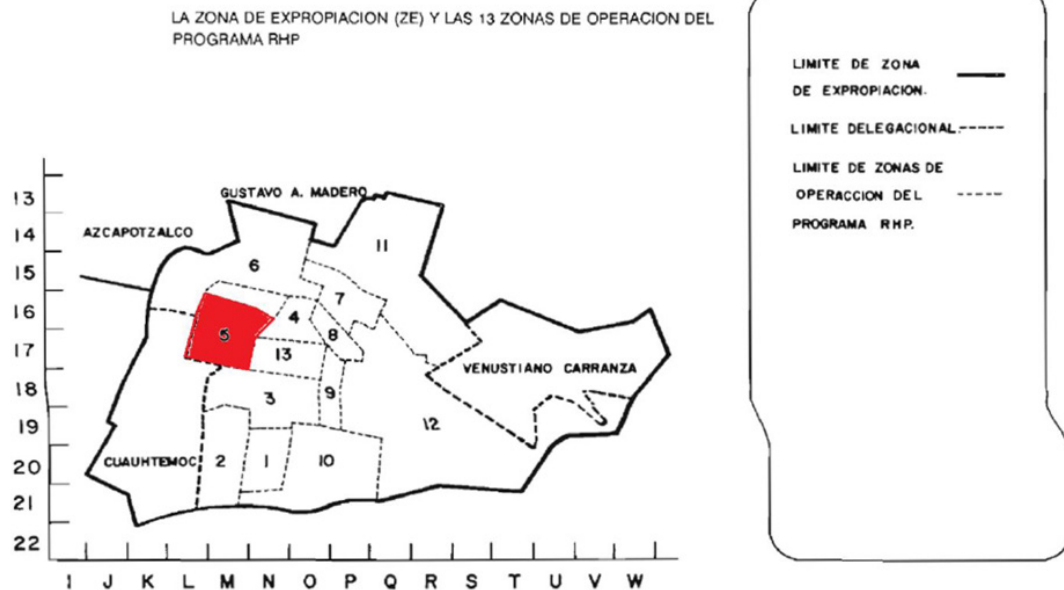 LA ZONA DE EXPROPIACION (ZE) Y LAS 13 ZONAS DE OPERACION DEL
PROGRAMA RHP
LIMITE DE ZONA
DE EXPROPIACION.
LIMITE DELEGACIONAL.
LIMITE DE ZONAS DE
OPERACCION DEL
PROGRAMA RHP.
13
14
15
16
17
18
19
20
21
22
GUSTAVO A. MADERO
AZCAPOTZALCO
11
6
7
4
5
8
13
VENUSTIANO CARRANZA
3
9
12
CUAUHTEMOC
2
1
10
I J K L M N O P Q R S T U V W